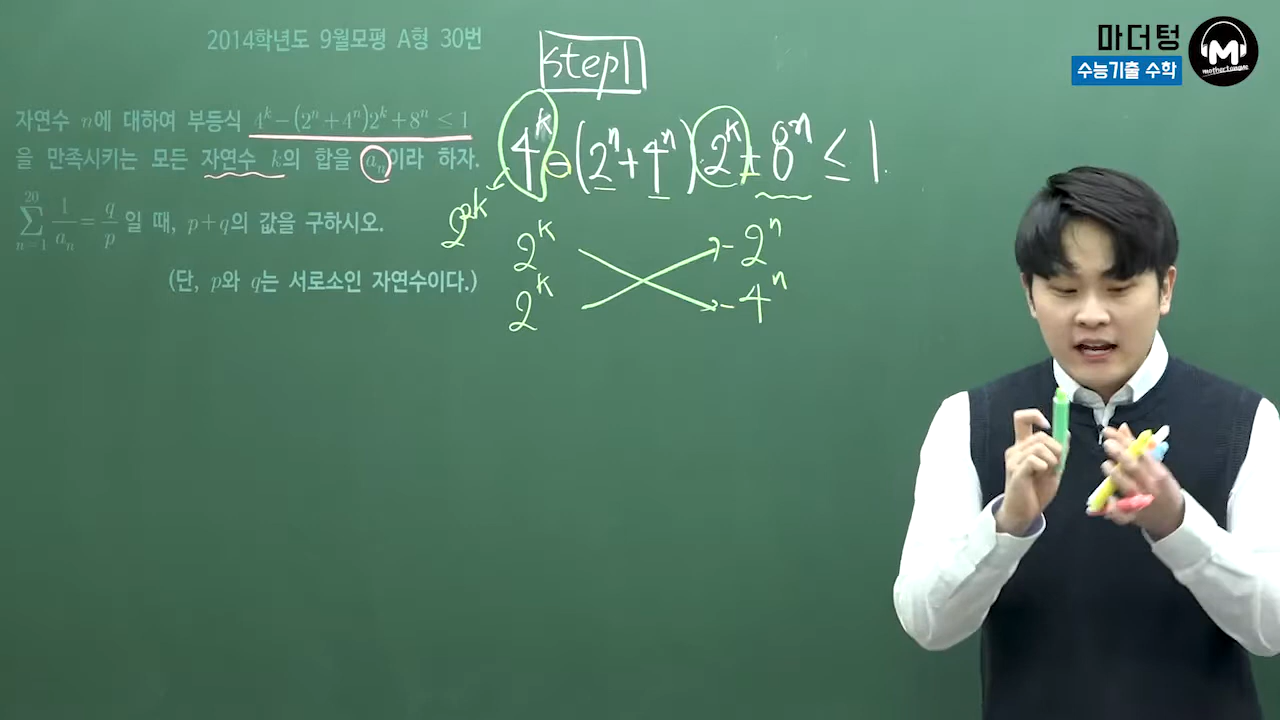 2014학년도 9월모평 A형 30번
자연수 n에 대하여 부등식 4^k-(2^n+4^n)2^k+8^n ≤ 1
을 만족시키는 모든 자연수 k의 합을 a_n이라 하자.
\sum_{n=1}^{20} \frac{1}{a_n} = \frac{q}{p} 일 때, p+q의 값을 구하시오.
(단, p와 q는 서로소인 자연수이다.)
step1
4^k-(2^n+4^n)2^k+8^n ≤ 1
2^{2k}
2^k -2^n
2^k -4^n
마더텅
수능기출 수학
M
mothertongue